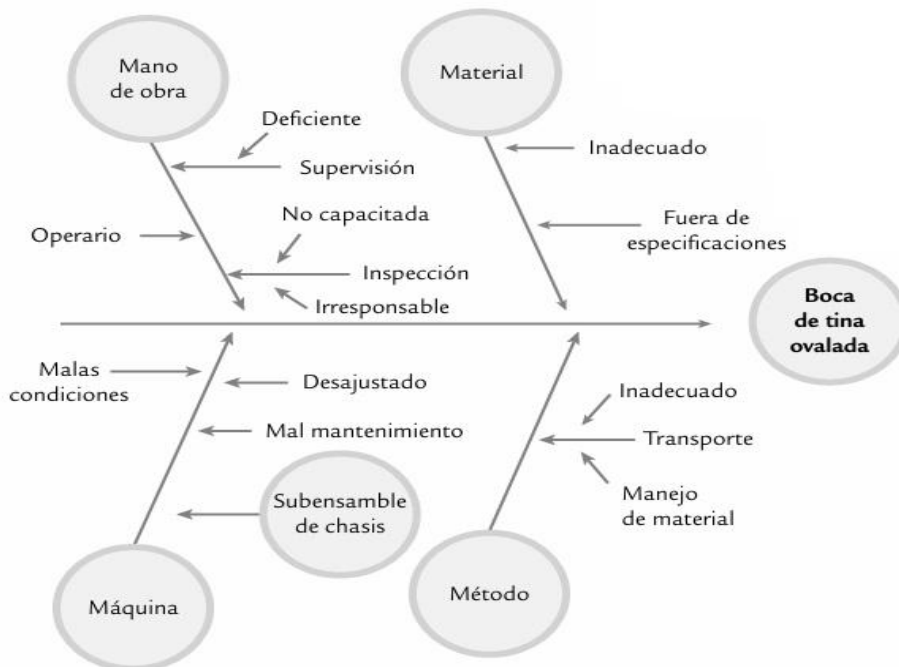 Mano
de obra
Material
Deficiente
Supervisión
Inadecuado
No capacitada
Operario
Fuera de
especificaciones
Inspección
Irresponsable
Boca
de tina
ovalada
Malas
condiciones
Desajustado
Inadecuado
Mal mantenimiento
Transporte
Subensamble
de chasis
Manejo
de material
Máquina
Método